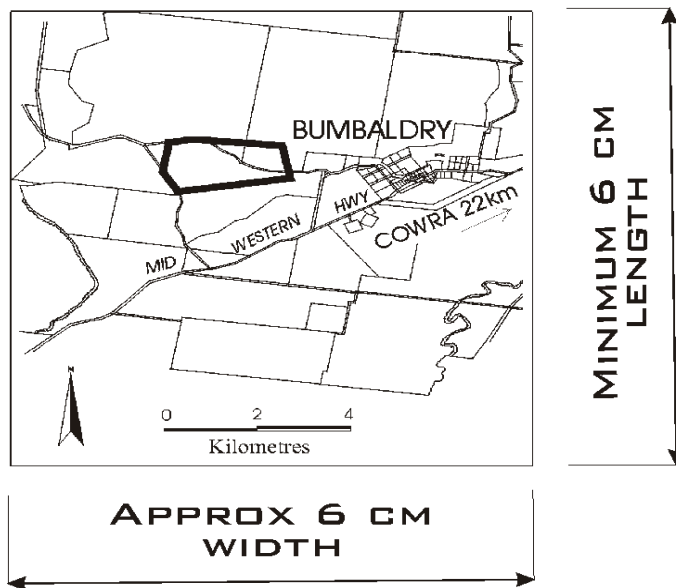 BUMBALDRY
MID WESTERN HWY
COWRA 22km
N
0 2 4
Kilometres
MINIMUM 6 CM
LENGTH
APPROX 6 CM
WIDTH